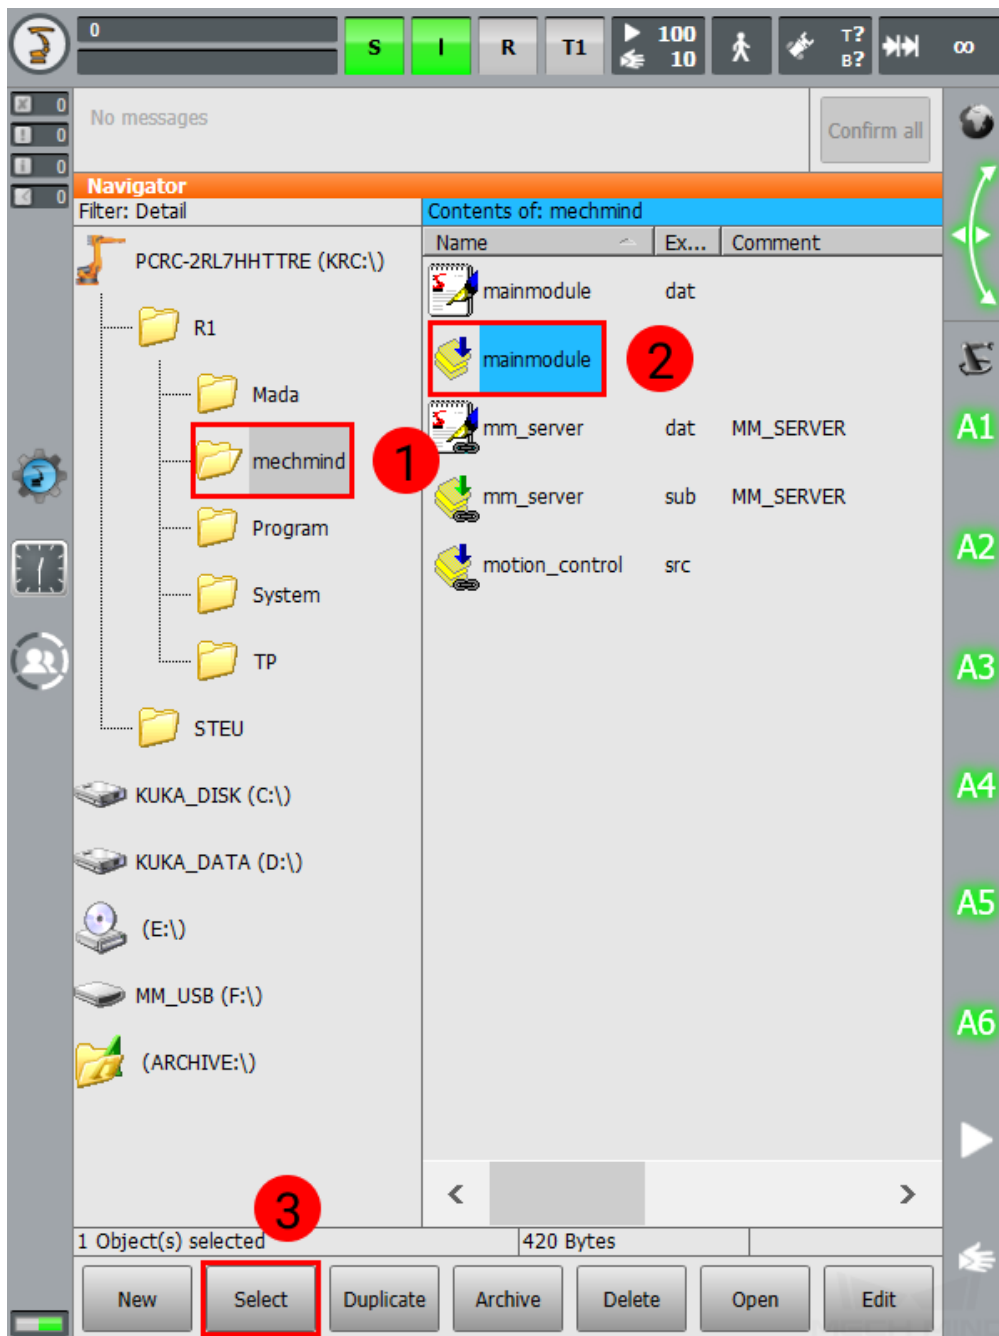 0
S
I
R
T1
100
10
T?
B?
∞
0
0
0
0
No messages
Confirm all
Navigator
Filter: Detail
Contents of: mechmind
Name
Ex...
Comment
PCRC-2RL7HHTTRE (KRC:\)
R1
Mada
mechmind
1
Program
System
TP
STEU
KUKA_DISK (C:\)
KUKA_DATA (D:\)
(E:\)
MM_USB (F:\)
(ARCHIVE:\)
mainmodule dat
mainmodule
2
mm_server dat MM_SERVER
mm_server sub MM_SERVER
motion_control src
A1
A2
A3
A4
A5
A6
3
1 Object(s) selected
420 Bytes
New
Select
Duplicate
Archive
Delete
Open
Edit